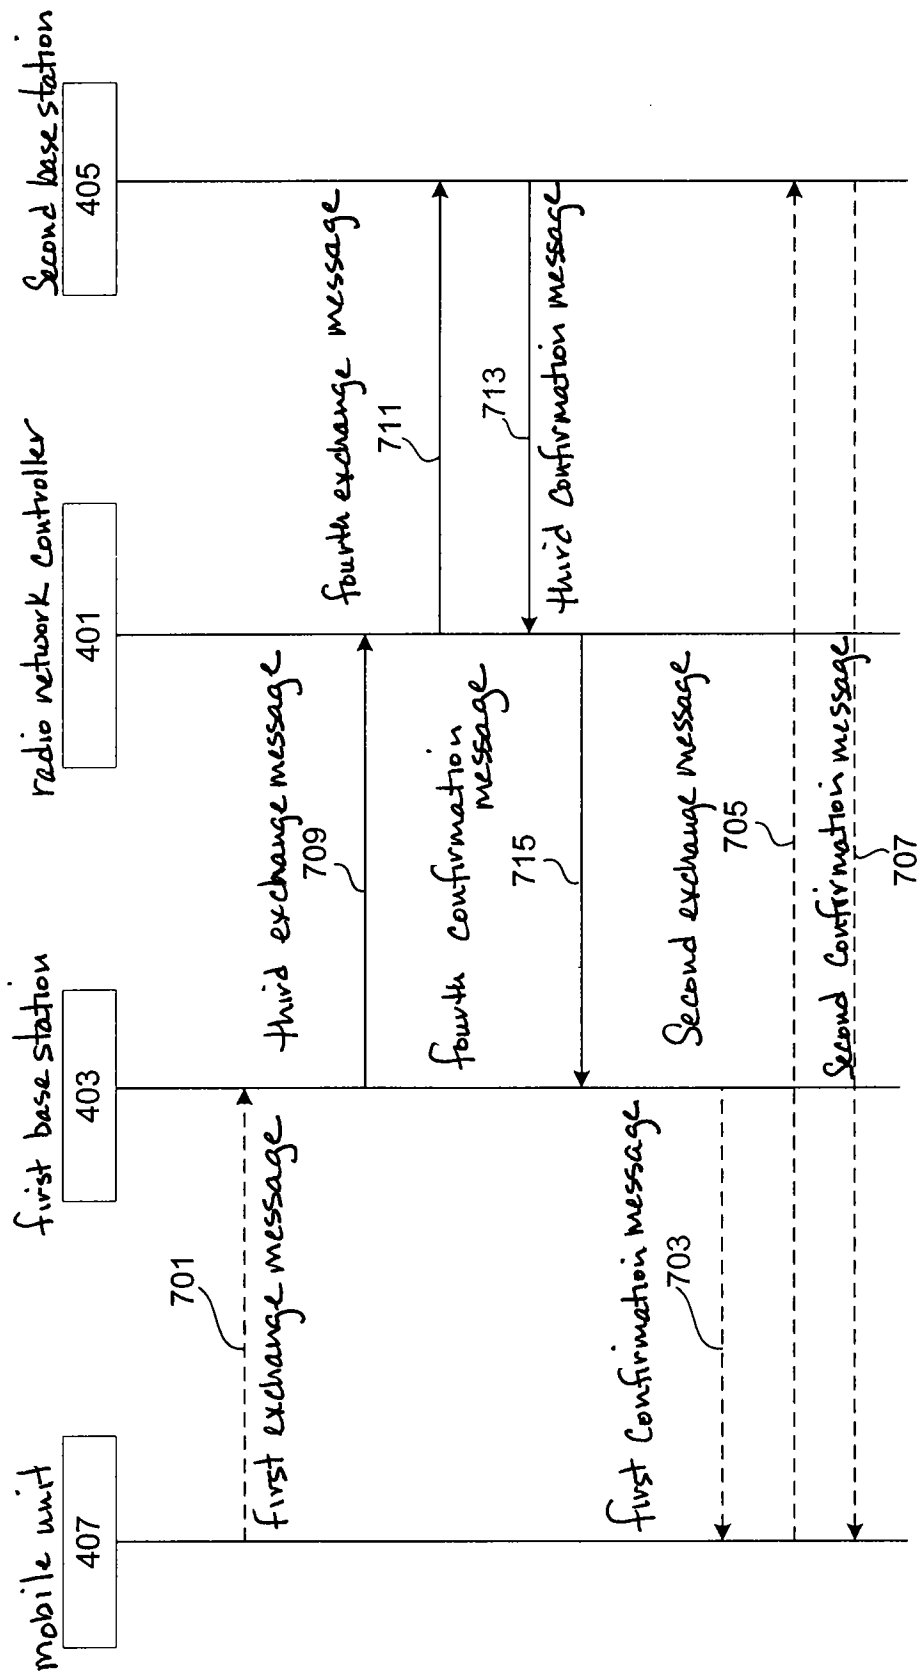 mobile unit
407
first base station
403
radio network controller
401
Second base station
405
701
first exchange message
third exchange message
709
fourth exchange message
711
713
third confirmation message
fourth confirmation
message
715
first confirmation message
703
Second exchange message
705
Second confirmation message
707